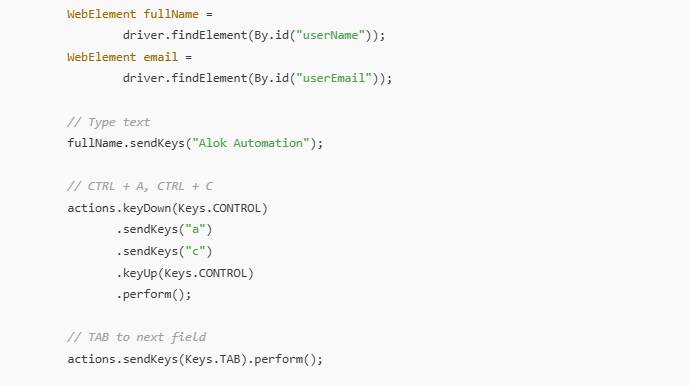 WebElement fullName =
driver.findElement(By.id("userName"));
WebElement email =
driver.findElement(By.id("userEmail"));
// Type text
fullName.sendKeys("Alok Automation");
// CTRL + A, CTRL + C
actions.keyDown(Keys.CONTROL)
.sendKeys("a")
.sendKeys("c")
.keyUp(Keys.CONTROL)
.perform();
// TAB to next field
actions.sendKeys(Keys.TAB).perform();